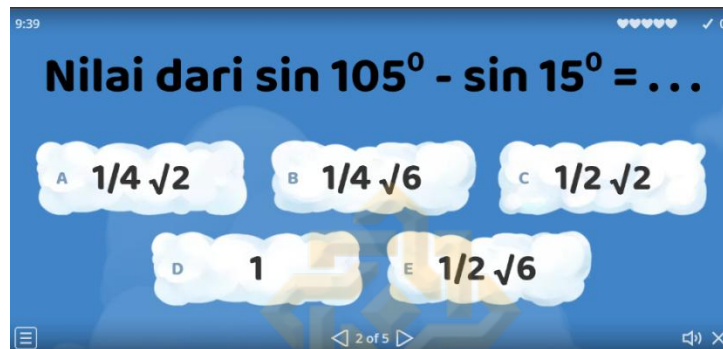 9:39
Nilai dari sin 105⁰ - sin 15⁰ = . . .
A 1/4 √2
B 1/4 √6
C 1/2 √2
D 1
E 1/2 √6
2 of 5